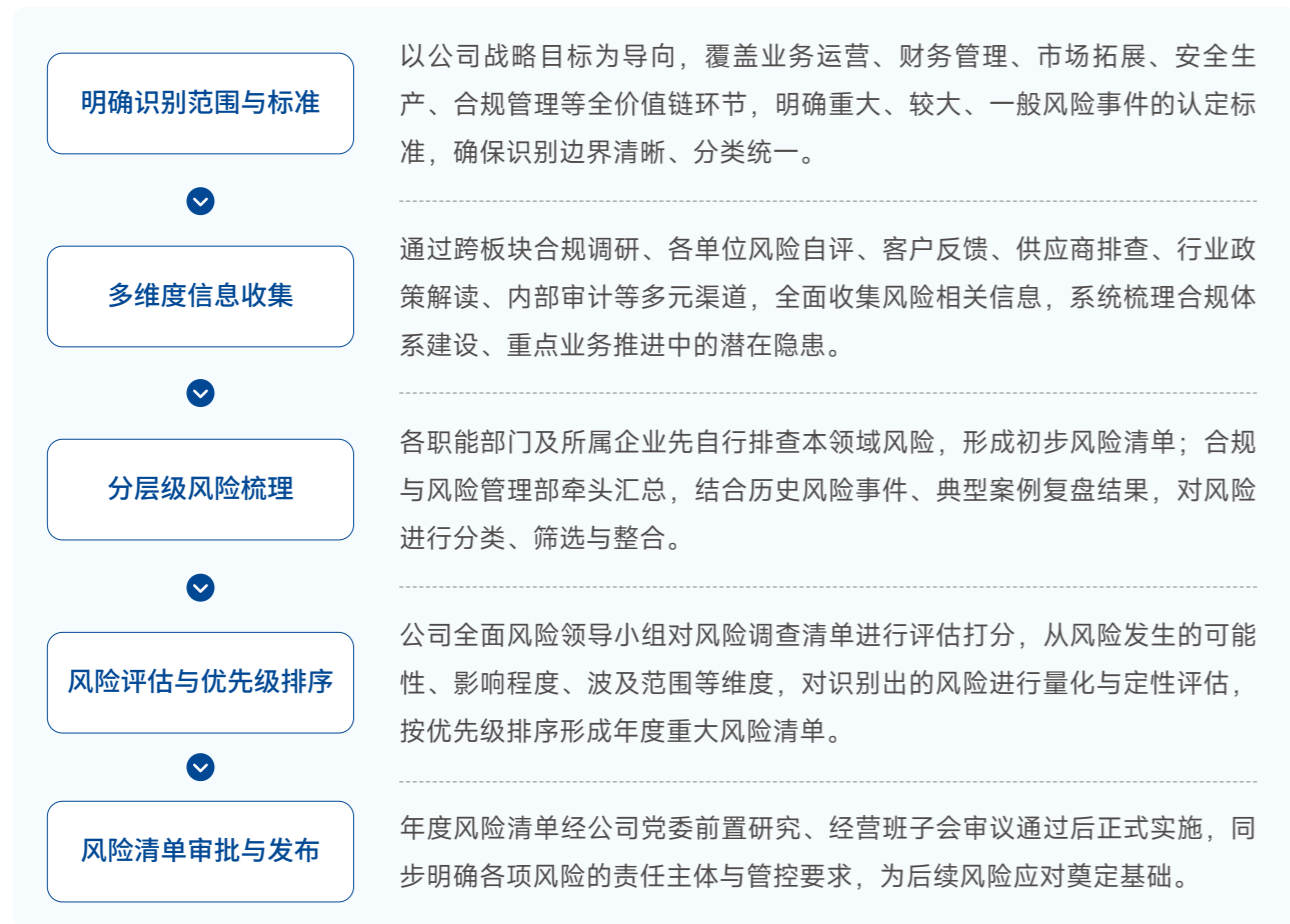 明确识别范围与标准
以公司战略目标为导向，覆盖业务运营、财务管理、市场拓展、安全生
产、合规管理等全价值链环节，明确重大、较大、一般风险事件的认定标
准，确保识别边界清晰、分类统一。
多维度信息收集
通过跨板块合规调研、各单位风险自评、客户反馈、供应商排查、行业政
策解读、内部审计等多元渠道，全面收集风险相关信息，系统梳理合规体
系建设、重点业务推进中的潜在隐患。
分层级风险梳理
各职能部门及所属企业先自行排查本领域风险，形成初步风险清单；合规
与风险管理部牵头汇总，结合历史风险事件、典型案例复盘结果，对风险
进行分类、筛选与整合。
风险评估与优先级排序
公司全面风险领导小组对风险调查清单进行评估打分，从风险发生的可能
性、影响程度、波及范围等维度，对识别出的风险进行量化与定性评估，
按优先级排序形成年度重大风险清单。
风险清单审批与发布
年度风险清单经公司党委前置研究、经营班子会审议通过后正式实施，同
步明确各项风险的责任主体与管控要求，为后续风险应对奠定基础。